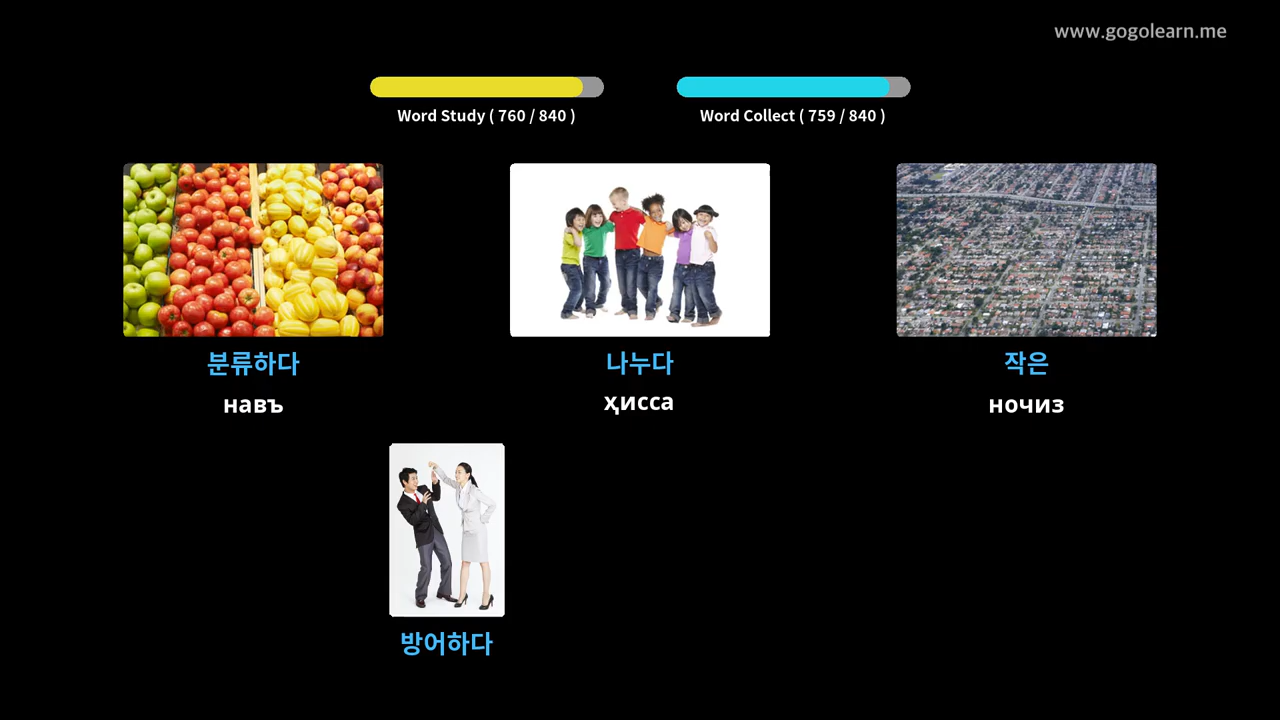 www.gogolearn.me
Word Study ( 760 / 840 )
Word Collect ( 759 / 840 )
분류하다
나누다
작은
навъ
ҳисса
ночиз
방어하다